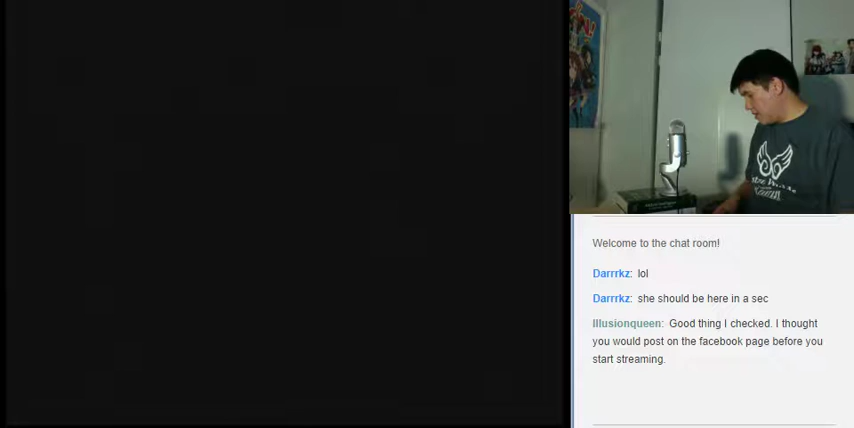 Welcome to the chat room!
Darrrkz: lol
Darrrkz: she should be here in a sec
Illusionqueen: Good thing I checked. I thought
you would post on the facebook page before you
start streaming.